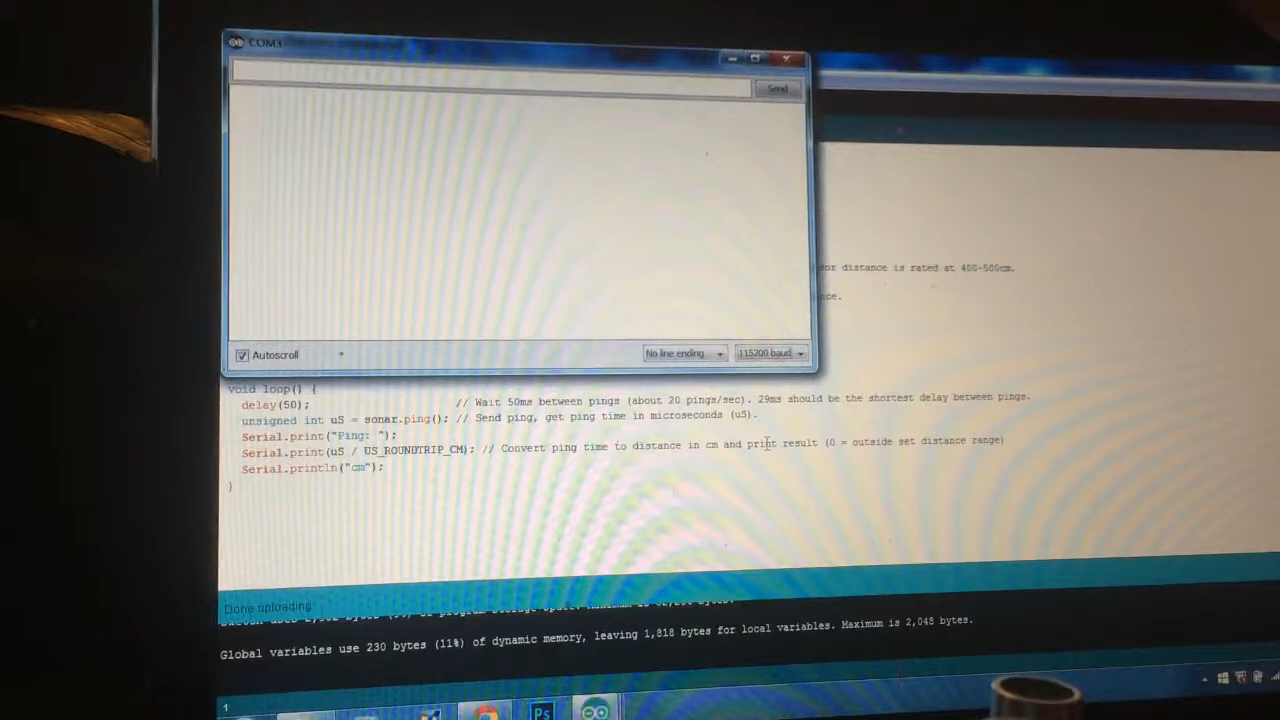 COM3
Send
or distance is rated at 400-500cm.
nce.
Autoscroll
No line ending
115200 baud
void loop() {
delay(50); // Wait 50ms between pings (about 20 pings/sec). 29ms should be the shortest delay between pings.
unsigned int uS = sonar.ping(); // Send ping, get ping time in microseconds (uS).
Serial.print("Ping: ");
Serial.print(uS / US_ROUNDTRIP_CM); // Convert ping time to distance in cm and print result (0 = outside set distance range)
Serial.println("cm");
}
Done uploading
Global variables use 230 bytes (11%) of dynamic memory, leaving 1,818 bytes for local variables. Maximum is 2,048 bytes.
1
Ps